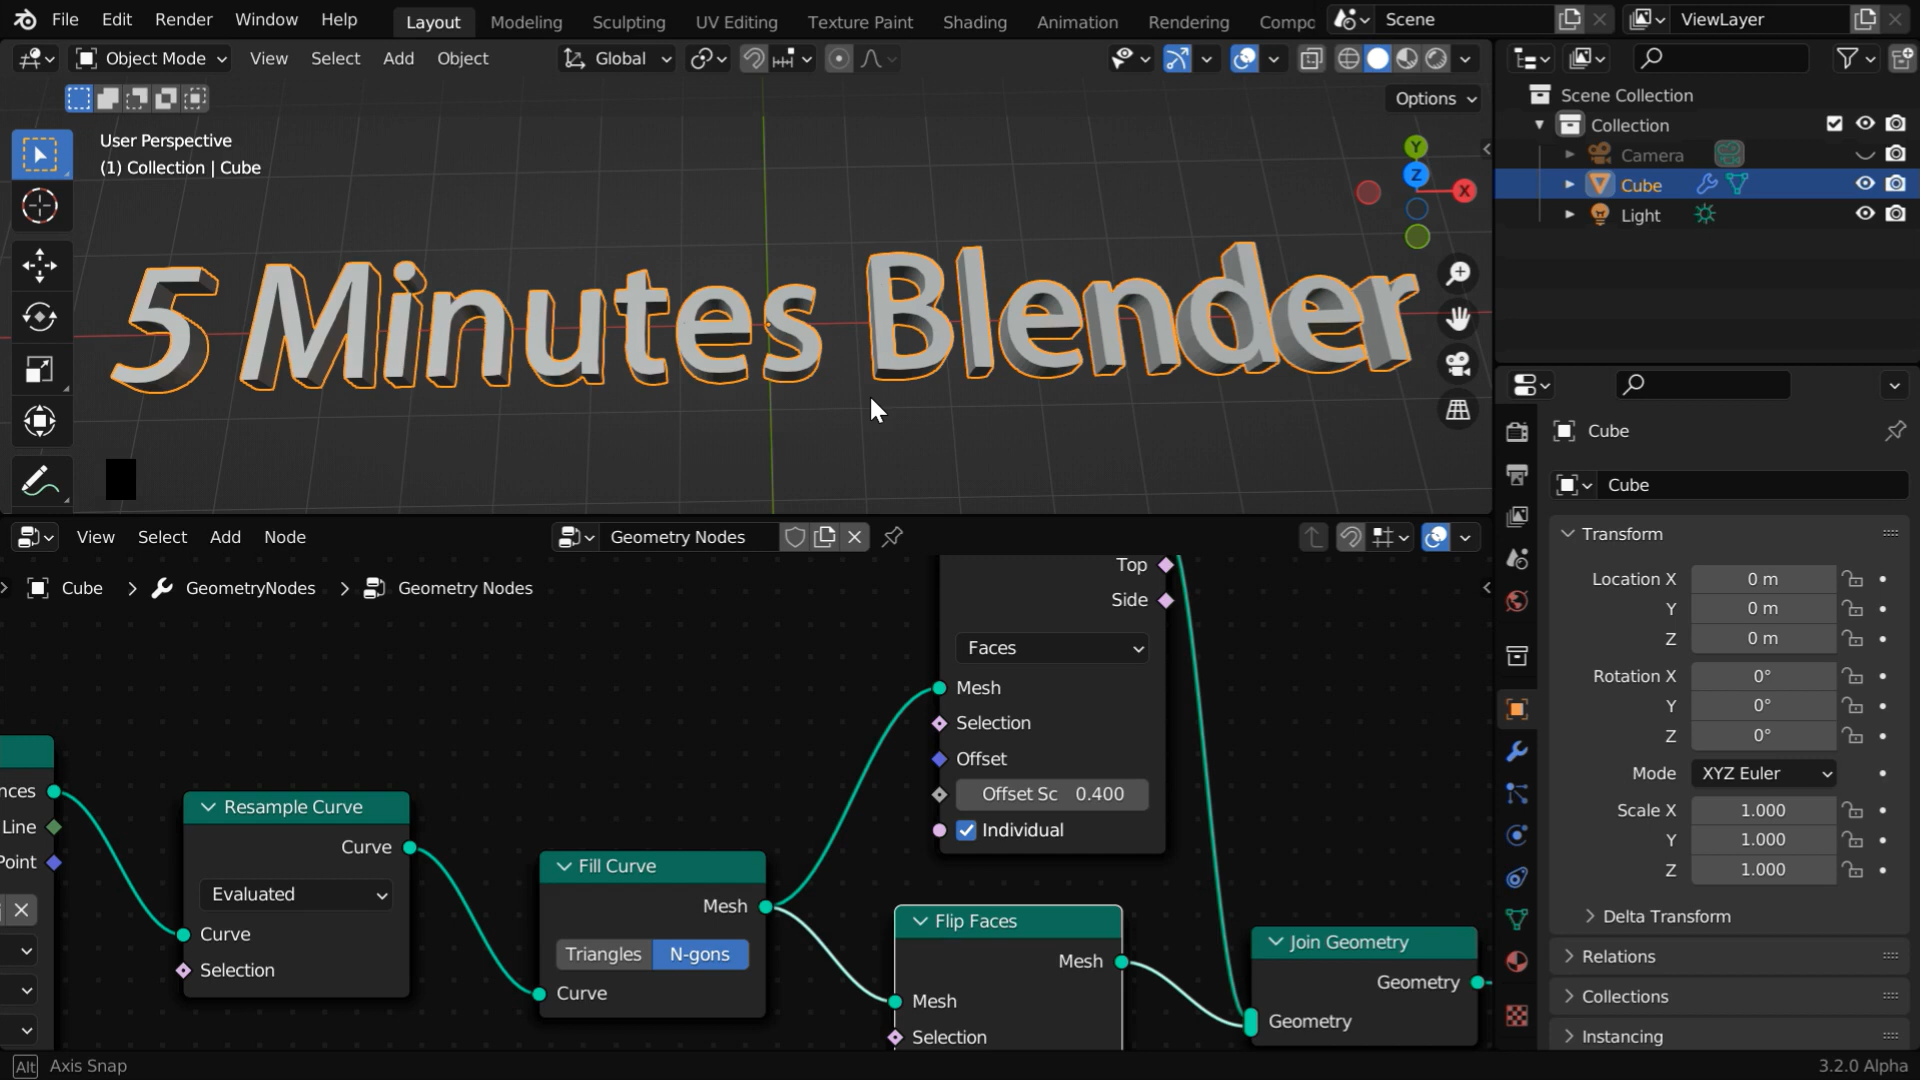 File Edit Render Window Help Layout Modeling Sculpting UV Editing Texture Paint Shading Animation Rendering Compo Scene ViewLayer
Object Mode View Select Add Object Global
Options
User Perspective
(1) Collection | Cube
Y
Z
X
5 Minutes Blender
Scene Collection
Collection
Camera
Cube
Light
Cube
Cube
Transform
Location X 0 m
Y 0 m
Z 0 m
Rotation X 0°
Y 0°
Z 0°
Mode XYZ Euler
Scale X 1.000
Y 1.000
Z 1.000
Delta Transform
Relations
Collections
Instancing
View Select Add Node Geometry Nodes
Cube > GeometryNodes > Geometry Nodes
Top
Side
Faces
Mesh
Selection
Offset
Offset Sc 0.400
Individual
nces
Line
Point
Resample Curve
Curve
Evaluated
Curve
Selection
Fill Curve
Mesh
Triangles N-gons
Curve
Flip Faces
Mesh
Mesh
Selection
Join Geometry
Geometry
Geometry
Alt Axis Snap
3.2.0 Alpha